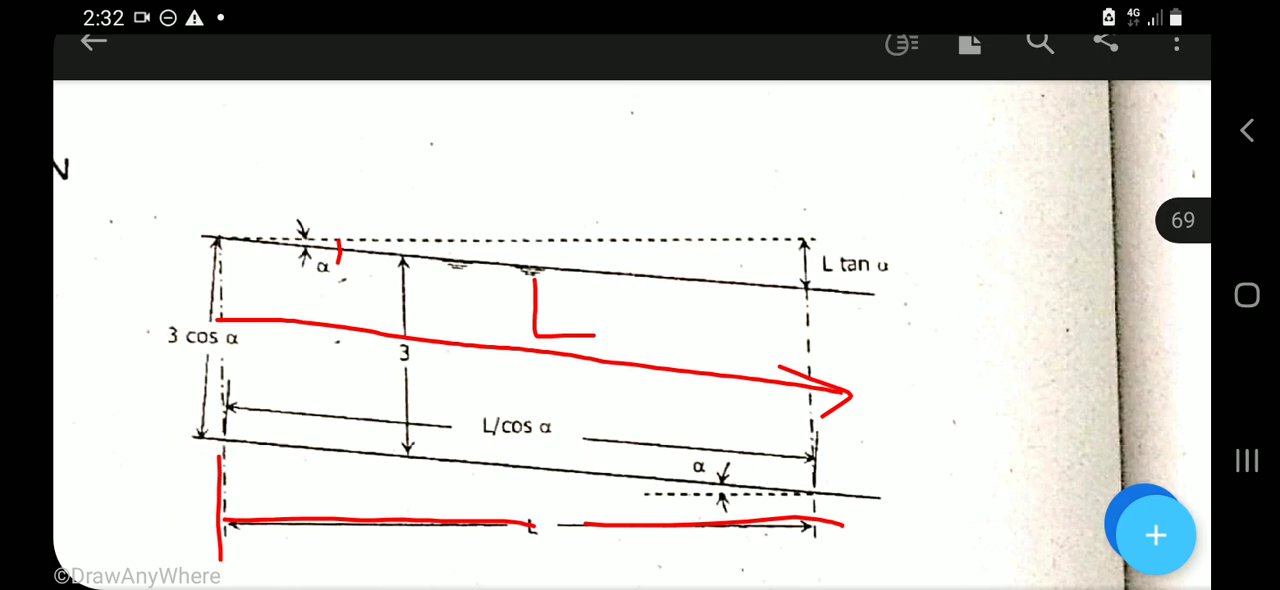 2:32
4G
N
69
α
L tan α
3 cos α
3
L/cos α
α
L
©DrawAnyWhere